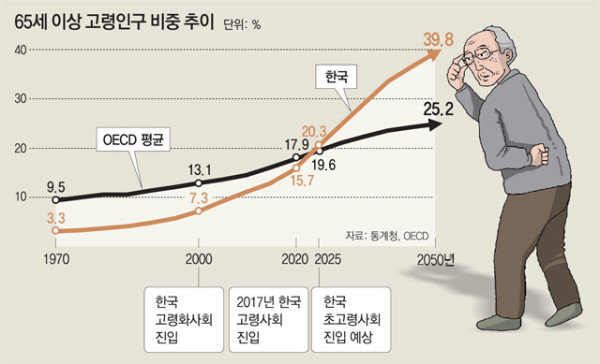 65세 이상 고령인구 비중 추이 단위: %
40
30
20
10
39.8
한국
25.2
OECD 평균
20.3
17.9
19.6
15.7
13.1
7.3
9.5
3.3
자료: 통계청, OECD
1970
2000
2020
2025
2050년
한국
고령화사회
진입
2017년 한국
고령사회
진입
한국
초고령사회
진입 예상